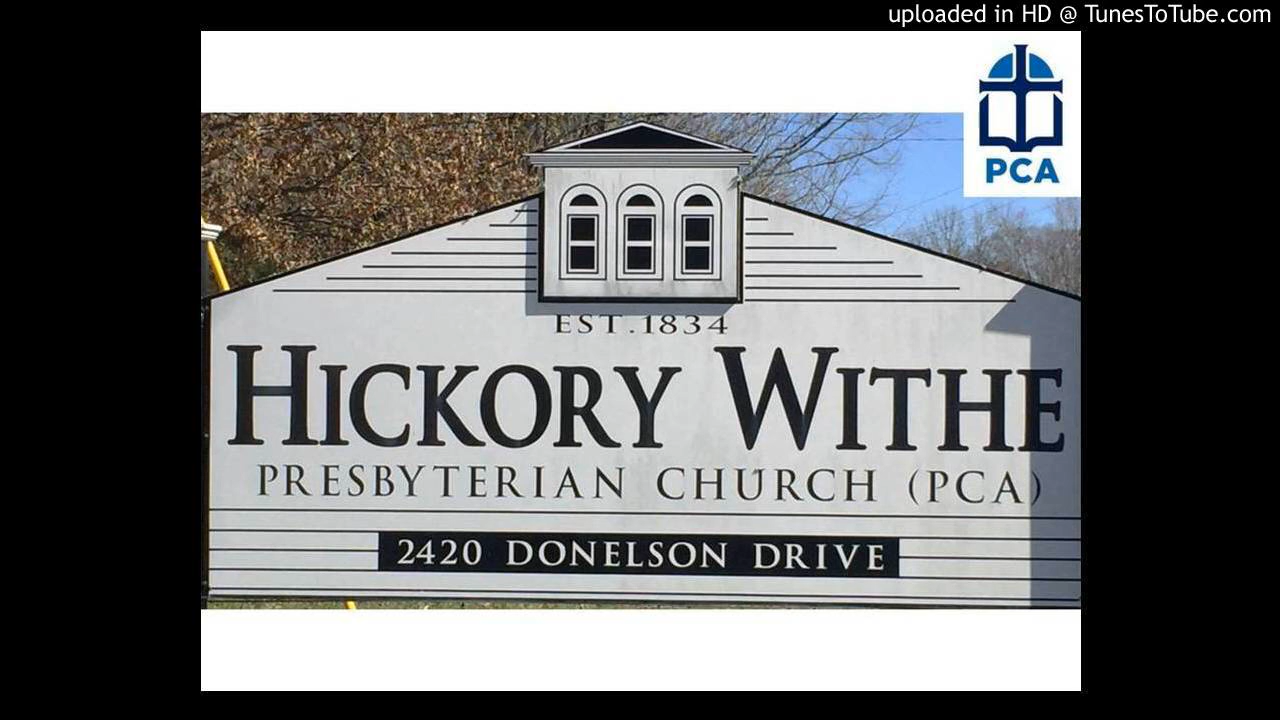 uploaded in HD @ TunesToTube.com
PCA
EST.1834
HICKORY WITHE
PRESBYTERIAN CHURCH (PCA)
2420 DONELSON DRIVE